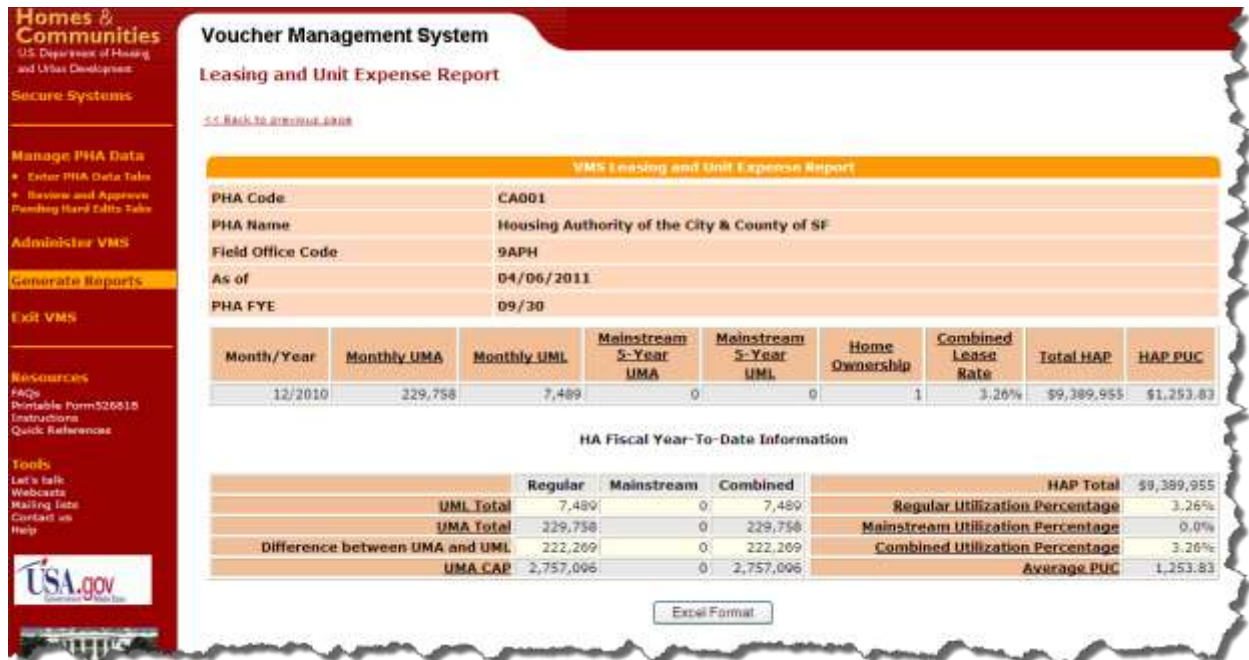 Homes &
Communities
U.S. Department of Housing
and Urban Development
Secure Systems
Manage PHA Data
Enter PHA Data Tabs
Review and Approve
Pending Hard Edits Tabs
Administer VMS
Generate Reports
Exit VMS
Resources
FAQs
Printable Form526818
Instructions
Quick References
Tools
Let's talk
Webcasts
Mailing lists
Contact us
Help
USA.gov
Voucher Management System
Leasing and Unit Expense Report
<< Back to previous page
VMS Leasing and Unit Expense Report
PHA Code CA001
PHA Name Housing Authority of the City & County of SF
Field Office Code 9APH
As of 04/06/2011
PHA FYE 09/30
Month/Year Monthly UMA Monthly UML Mainstream 5-Year UMA Mainstream 5-Year UML Home Ownership Combined Lease Rate Total HAP HAP PUC
12/2010 229,758 7,489 0 0 1 3.26% $9,389,955 $1,253.83
HA Fiscal Year-To-Date Information
Regular Mainstream Combined HAP Total $9,389,955
UML Total 7,489 0 7,489 Regular Utilization Percentage 3.26%
UMA Total 229,758 0 229,758 Mainstream Utilization Percentage 0.0%
Difference between UMA and UML 222,269 0 222,269 Combined Utilization Percentage 3.26%
UMA CAP 2,757,096 0 2,757,096 Average PUC 1,253.83
Excel Format